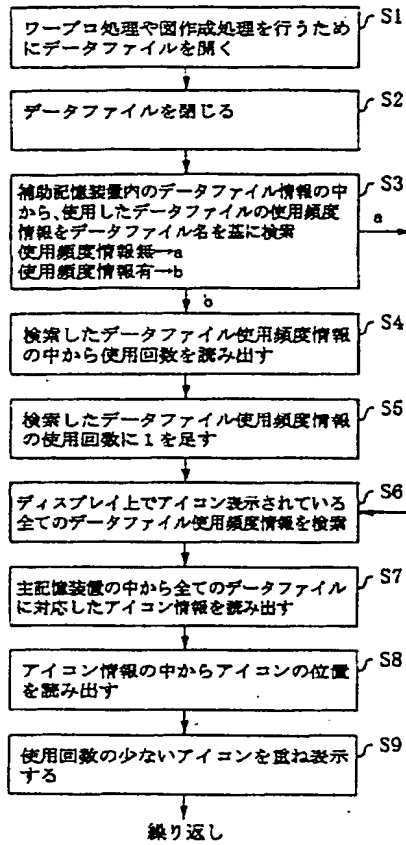 S1
ワープロ処理や図作成処理を行うため
にデータファイルを開く
S2
データファイルを閉じる
S3
補助記憶装置内のデータファイル情報の中
から、使用したデータファイルの使用頻度
情報をデータファイル名を基に検索
使用頻度情報無→a
使用頻度情報有→b
a
b
S4
検索したデータファイル使用頻度情報
の中から使用回数を読み出す
S5
検索したデータファイル使用頻度情報
の使用回数に1を足す
S6
ディスプレイ上でアイコン表示されている
全てのデータファイル使用頻度情報を検索
S7
主記憶装置の中から全てのデータファイル
に対応したアイコン情報を読み出す
S8
アイコン情報の中からアイコンの位置
を読み出す
S9
使用回数の少ないアイコンを重ね表示
する
繰り返し